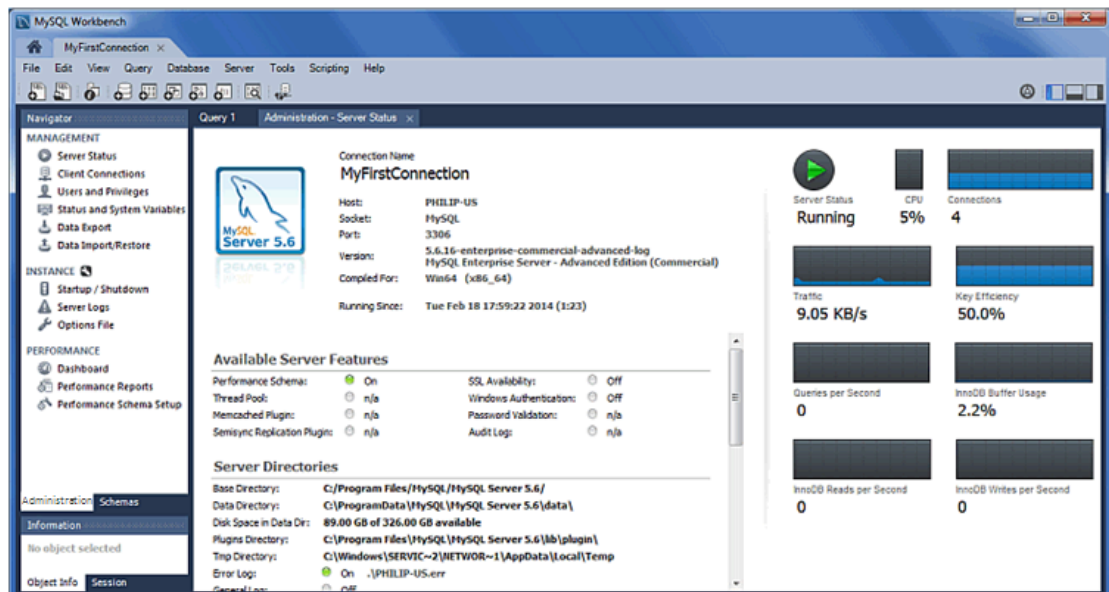 MySQL Workbench
MyFirstConnection
File Edit View Query Database Server Tools Scripting Help
Navigator
MANAGEMENT
Server Status
Client Connections
Users and Privileges
Status and System Variables
Data Export
Data Import/Restore
INSTANCE
Startup / Shutdown
Server Logs
Options File
PERFORMANCE
Dashboard
Performance Reports
Performance Schema Setup
Administration Schemas
Information
No object selected
Object Info Session
Query 1 Administration - Server Status
MySQL
Server 5.6
Connection Name
MyFirstConnection
Host: PHILIP-US
Socket: MySQL
Port: 3306
Version: 5.6.16-enterprise-commercial-advanced-log
MySQL Enterprise Server - Advanced Edition (Commercial)
Compiled For: Win64 (x86_64)
Running Since: Tue Feb 18 17:59:22 2014 (1:23)
Available Server Features
Performance Schema: On SSL Availability: Off
Thread Pool: n/a Windows Authentication: Off
Memcached Plugin: n/a Password Validation: n/a
Semisync Replication Plugin: n/a Audit Log: n/a
Server Directories
Base Directory: C:/Program Files/MySQL/MySQL Server 5.6/
Data Directory: C:\ProgramData\MySQL\MySQL Server 5.6\data\
Disk Space in Data Dir: 89.00 GB of 326.00 GB available
Plugins Directory: C:\Program Files\MySQL\MySQL Server 5.6\lib\plugin\
Tmp Directory: C:\Windows\SERVIC~2\NETWOR~1\AppData\Local\Temp
Error Log: On .\PHILIP-US.err
General Log: Off
Server Status CPU Connections
Running 5% 4
Traffic Key Efficiency
9.05 KB/s 50.0%
Queries per Second InnoDB Buffer Usage
0 2.2%
InnoDB Reads per Second InnoDB Writes per Second
0 0